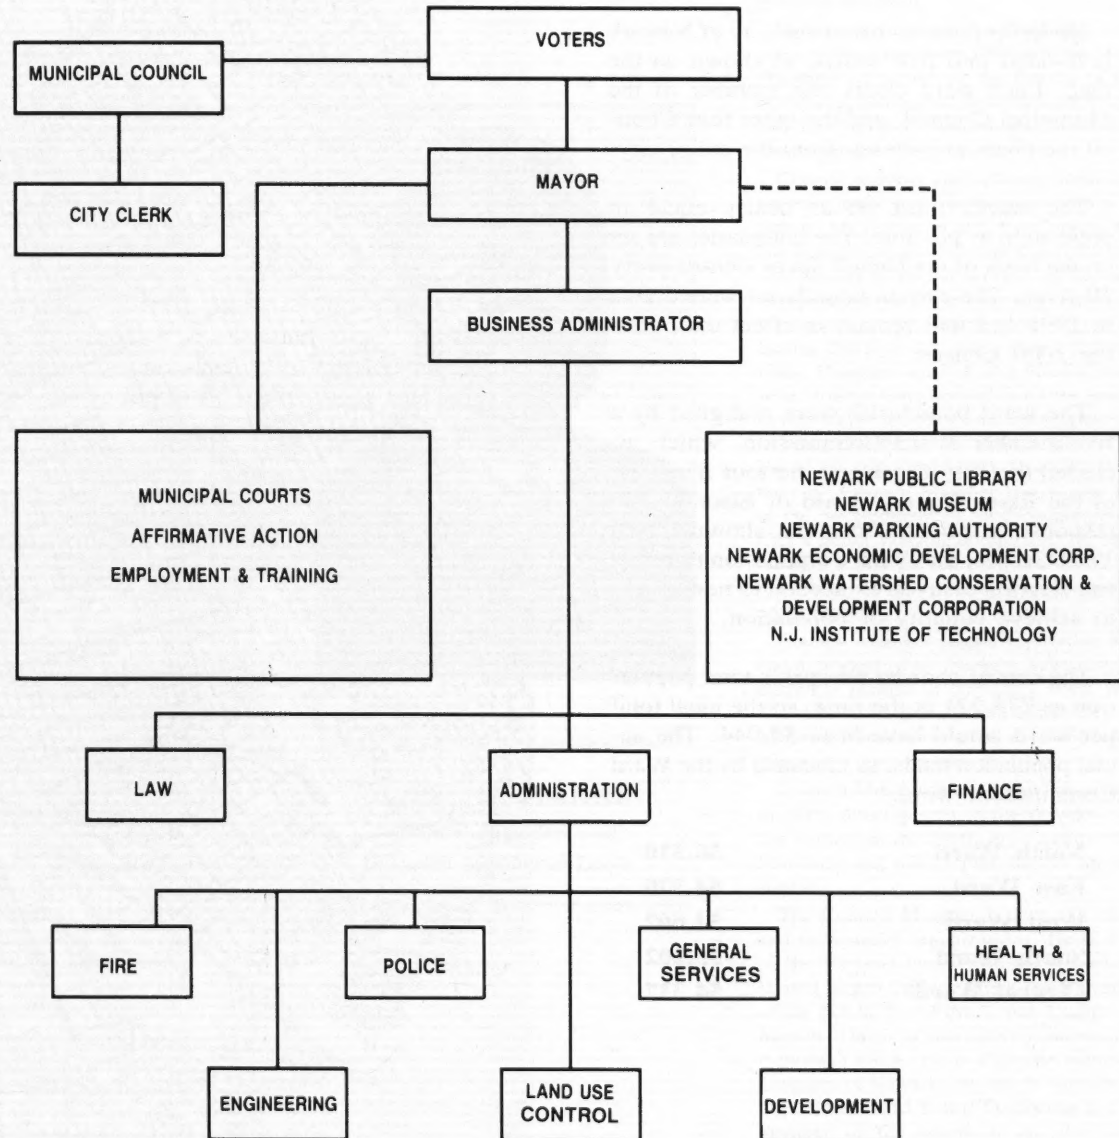 VOTERS
MUNICIPAL COUNCIL
MAYOR
CITY CLERK
BUSINESS ADMINISTRATOR
MUNICIPAL COURTS
AFFIRMATIVE ACTION
EMPLOYMENT & TRAINING
NEWARK PUBLIC LIBRARY
NEWARK MUSEUM
NEWARK PARKING AUTHORITY
NEWARK ECONOMIC DEVELOPMENT CORP.
NEWARK WATERSHED CONSERVATION &
DEVELOPMENT CORPORATION
N.J. INSTITUTE OF TECHNOLOGY
LAW
ADMINISTRATION
FINANCE
FIRE
POLICE
GENERAL
SERVICES
HEALTH &
HUMAN SERVICES
ENGINEERING
LAND USE
CONTROL
DEVELOPMENT